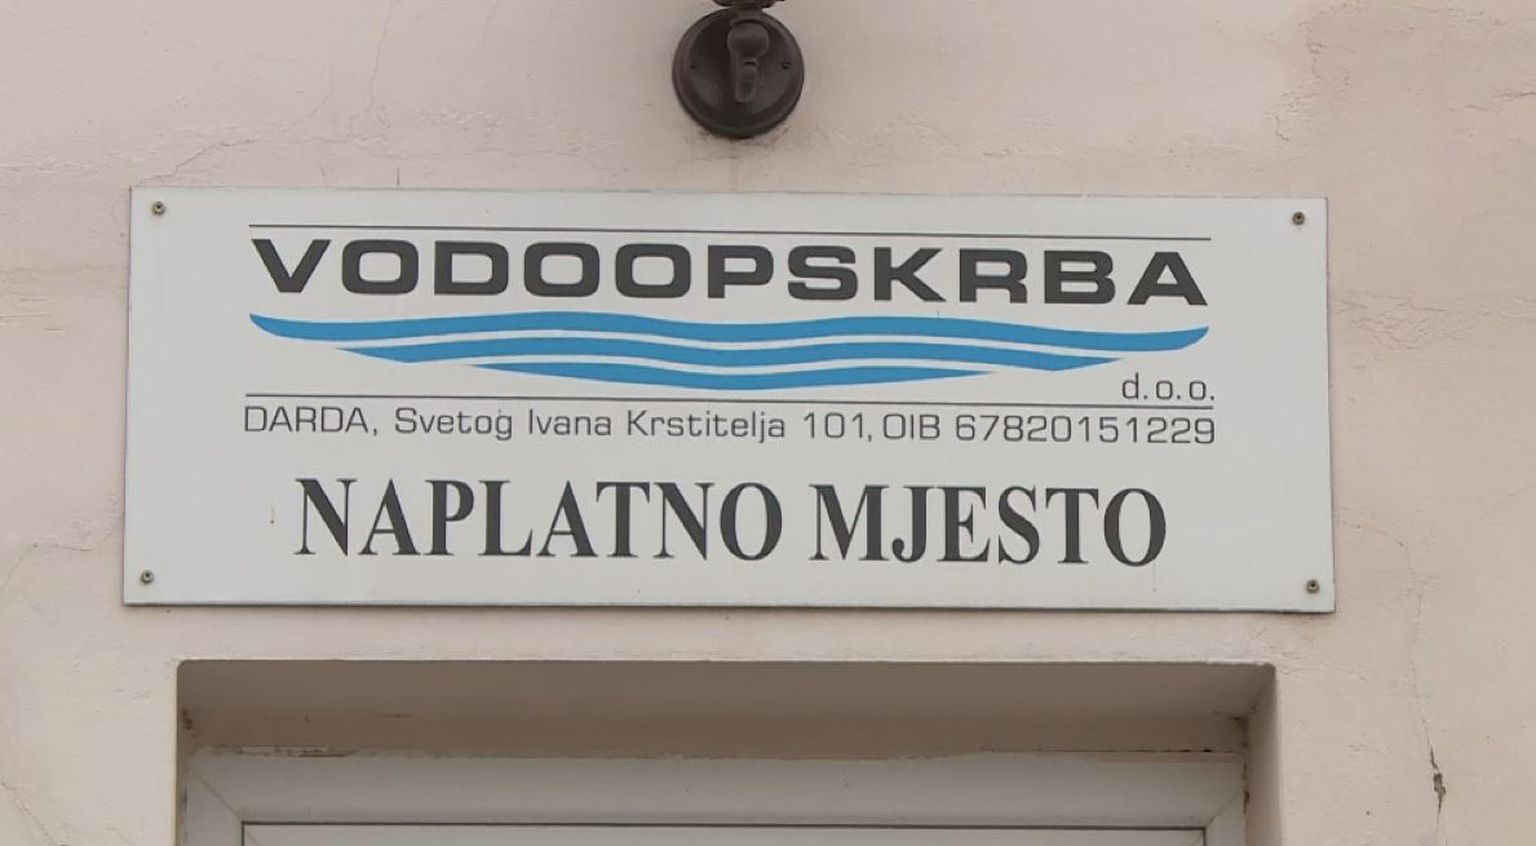 VODOOPSKRBA
d.o.o.
DARDA, Svetog Ivana Krstitelja 101, OIB 67820151229
NAPLATNO MJESTO